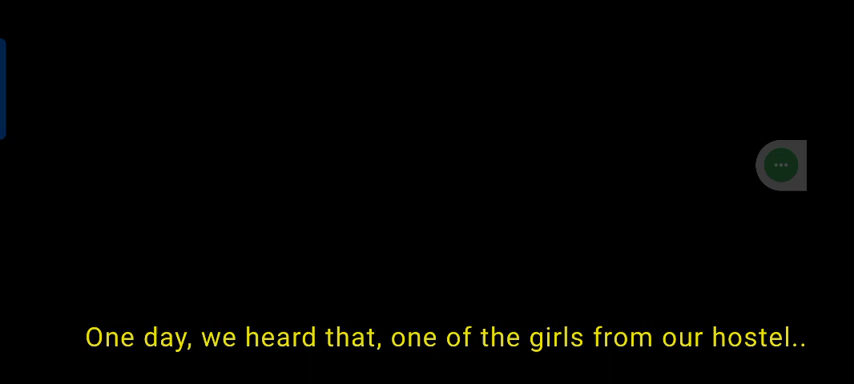 One day, we heard that, one of the girls from our hostel..